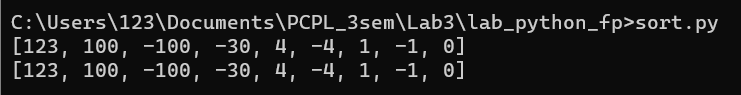 C:\Users\123\Documents\PCPL_3sem\Lab3\lab_python_fp>sort.py
[123, 100, -100, -30, 4, -4, 1, -1, 0]
[123, 100, -100, -30, 4, -4, 1, -1, 0]